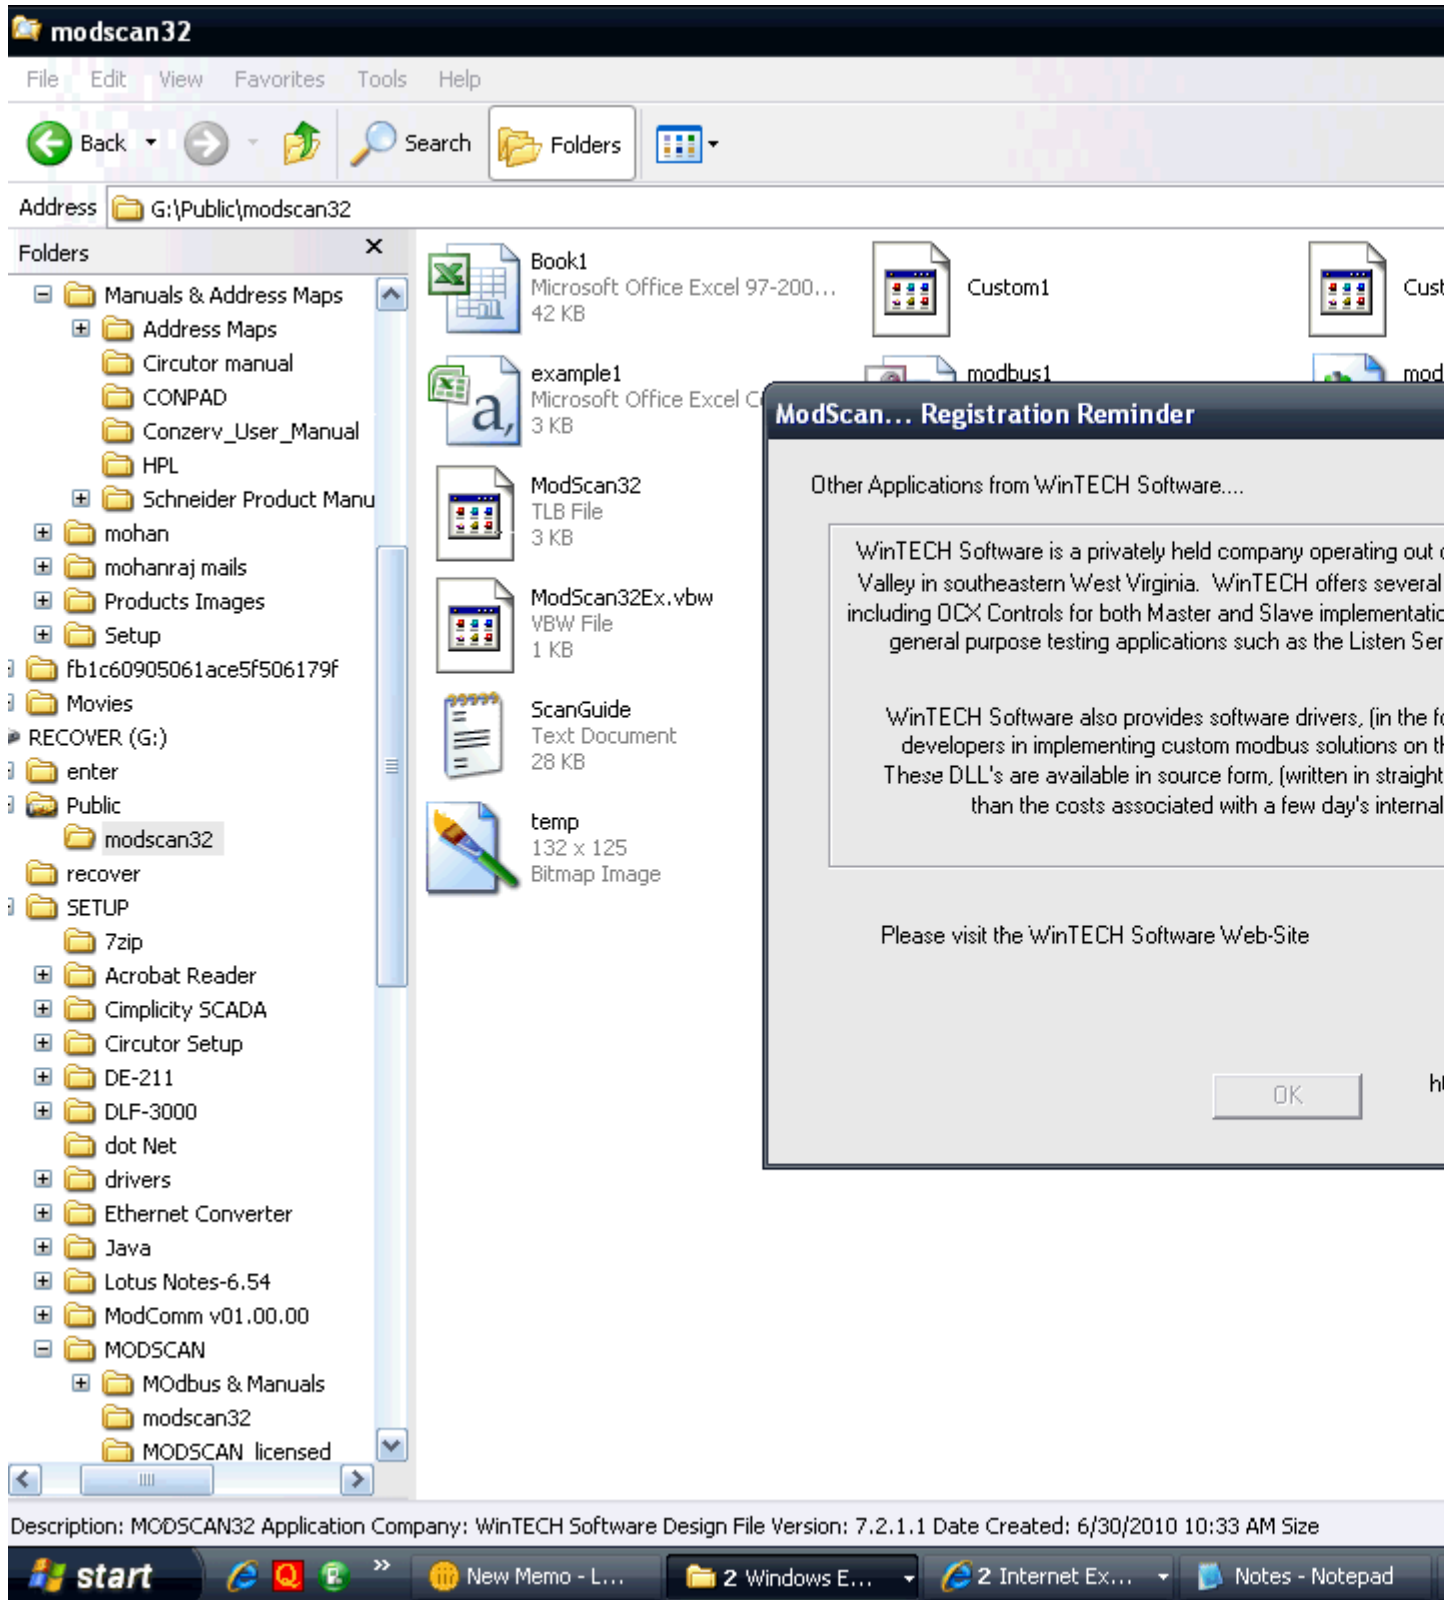 modscan32
File Edit View Favorites Tools Help
Back Search Folders
Address G:\Public\modscan32
Folders
Manuals & Address Maps
Address Maps
Circutor manual
CONPAD
Conzerv_User_Manual
HPL
Schneider Product Manu
mohan
mohanraj mails
Products Images
Setup
fb1c60905061ace5f506179f
Movies
RECOVER (G:)
enter
Public
modscan32
recover
SETUP
7zip
Acrobat Reader
Cimplicity SCADA
Circutor Setup
DE-211
DLF-3000
dot Net
drivers
Ethernet Converter
Java
Lotus Notes-6.54
ModComm v01.00.00
MODSCAN
MOdbus & Manuals
modscan32
MODSCAN licensed
Book1
Microsoft Office Excel 97-200...
42 KB
Custom1
Cust
example1
Microsoft Office Excel C
3 KB
modbus1
mod
ModScan32
TLB File
3 KB
ModScan32Ex.vbw
VBW File
1 KB
ScanGuide
Text Document
28 KB
temp
132 x 125
Bitmap Image
ModScan... Registration Reminder
Other Applications from WinTECH Software....
WinTECH Software is a privately held company operating out
Valley in southeastern West Virginia. WinTECH offers several
including OCX Controls for both Master and Slave implementatio
general purpose testing applications such as the Listen Ser
WinTECH Software also provides software drivers, (in the fo
developers in implementing custom modbus solutions on th
These DLL's are available in source form, (written in straight
than the costs associated with a few day's internal
Please visit the WinTECH Software Web-Site
OK
ht
Description: MODSCAN32 Application Company: WinTECH Software Design File Version: 7.2.1.1 Date Created: 6/30/2010 10:33 AM Size
start New Memo - L... 2 Windows E... 2 Internet Ex... Notes - Notepad